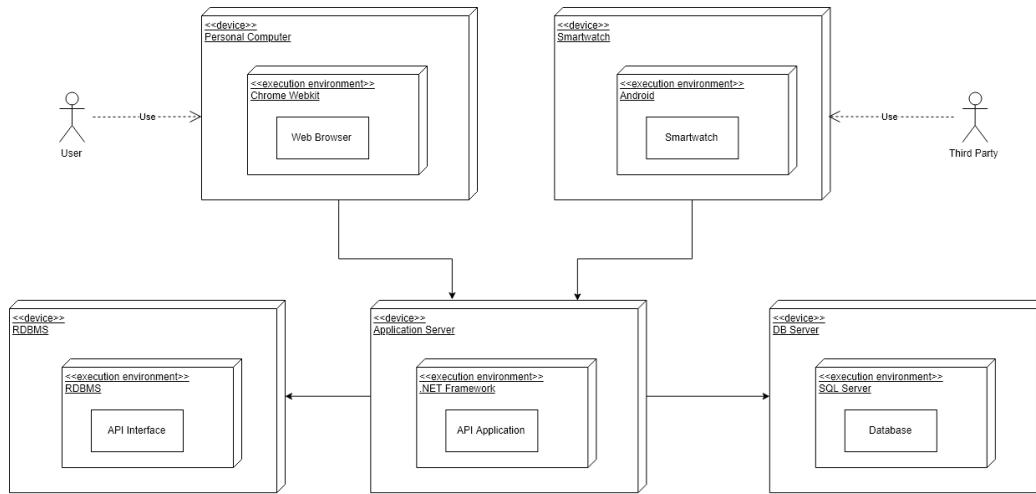 <<device>>
Personal Computer
<<execution environment>>
Chrome Webkit
Web Browser
<<device>>
Smartwatch
<<execution environment>>
Android
Smartwatch
Use
User
Use
Third Party
<<device>>
RDBMS
<<execution environment>>
RDBMS
API Interface
<<device>>
Application Server
<<execution environment>>
.NET Framework
API Application
<<device>>
DB Server
<<execution environment>>
SQL Server
Database